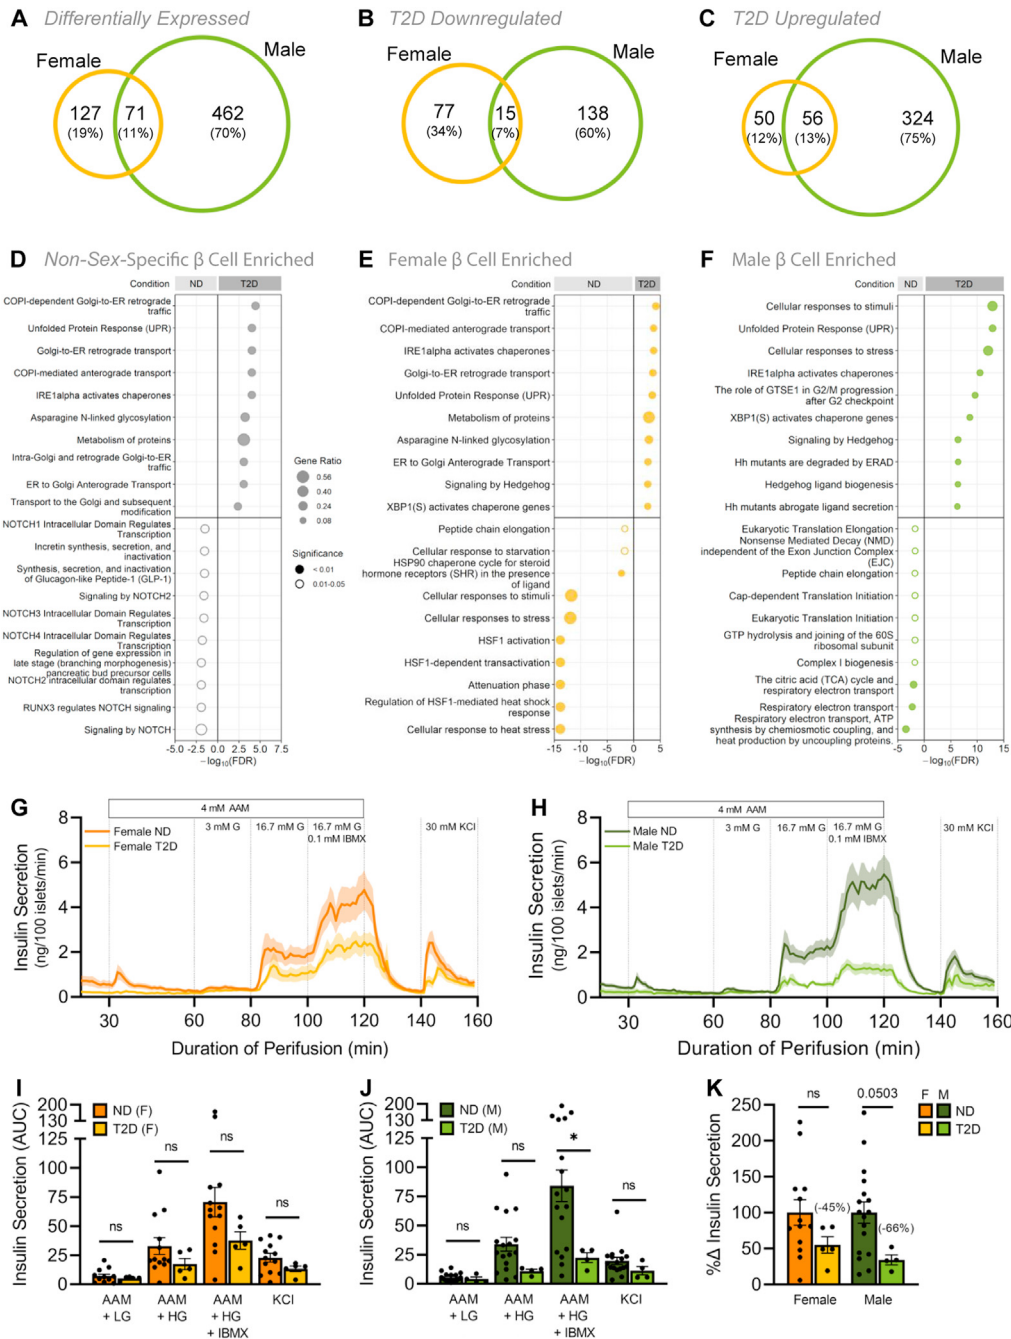 A Differentially Expressed
Female
Male
127
(19%)
71
(11%)
462
(70%)
B T2D Downregulated
Female
Male
77
(34%)
15
(7%)
138
(60%)
C T2D Upregulated
Female
Male
50
(12%)
56
(13%)
324
(75%)
D Non-Sex-Specific β Cell Enriched
Condition ND T2D
COPI-dependent Golgi-to-ER retrograde
traffic
Unfolded Protein Response (UPR)
Golgi-to-ER retrograde transport
COPI-mediated anterograde transport
IRE1alpha activates chaperones
Asparagine N-linked glycosylation
Metabolism of proteins
Intra-Golgi and retrograde Golgi-to-ER
traffic
ER to Golgi Anterograde Transport
Transport to the Golgi and subsequent
modification
NOTCH1 Intracellular Domain Regulates
Transcription
Incretin synthesis, secretion, and
inactivation
Synthesis, secretion, and inactivation
of Glucagon-like Peptide-1 (GLP-1)
Signaling by NOTCH2
NOTCH3 Intracellular Domain Regulates
Transcription
NOTCH4 Intracellular Domain Regulates
Transcription
Regulation of gene expression in
late stage (branching morphogenesis)
pancreatic bud precursor cells
NOTCH2 intracellular domain regulates
transcription
RUNX3 regulates NOTCH signaling
Signaling by NOTCH
-5.0 -2.5 0 2.5 5.0 7.5
−log10(FDR)
Gene Ratio
0.56
0.40
0.24
0.08
Significance
< 0.01
0.01-0.05
E Female β Cell Enriched
Condition ND T2D
COPI-dependent Golgi-to-ER retrograde
traffic
COPI-mediated anterograde transport
IRE1alpha activates chaperones
Golgi-to-ER retrograde transport
Unfolded Protein Response (UPR)
Metabolism of proteins
Asparagine N-linked glycosylation
ER to Golgi Anterograde Transport
Signaling by Hedgehog
XBP1(S) activates chaperone genes
Peptide chain elongation
Cellular response to starvation
HSP90 chaperone cycle for steroid
hormone receptors (SHR) in the presence
of ligand
Cellular responses to stimuli
Cellular responses to stress
HSF1 activation
HSF1-dependent transactivation
Attenuation phase
Regulation of HSF1-mediated heat shock
response
Cellular response to heat stress
-15 -10 -5 0 5
−log10(FDR)
F Male β Cell Enriched
Condition ND T2D
Cellular responses to stimuli
Unfolded Protein Response (UPR)
Cellular responses to stress
IRE1alpha activates chaperones
The role of GTSE1 in G2/M progression
after G2 checkpoint
XBP1(S) activates chaperone genes
Signaling by Hedgehog
Hh mutants are degraded by ERAD
Hedgehog ligand biogenesis
Hh mutants abrogate ligand secretion
Eukaryotic Translation Elongation
Nonsense Mediated Decay (NMD)
independent of the Exon Junction Complex
(EJC)
Peptide chain elongation
Cap-dependent Translation Initiation
Eukaryotic Translation Initiation
GTP hydrolysis and joining of the 60S
ribosomal subunit
Complex I biogenesis
The citric acid (TCA) cycle and
respiratory electron transport
Respiratory electron transport
Respiratory electron transport, ATP
synthesis by chemiosmotic coupling, and
heat production by uncoupling proteins.
-5 0 5 10 15
−log10(FDR)
G
4 mM AAM
3 mM G
16.7 mM G
16.7 mM G
0.1 mM IBMX
30 mM KCl
Female ND
Female T2D
Insulin Secretion
(ng/100 islets/min)
8
6
4
2
0
30 60 80 100 120 140 160
Duration of Perifusion (min)
H
4 mM AAM
3 mM G
16.7 mM G
16.7 mM G
0.1 mM IBMX
30 mM KCl
Male ND
Male T2D
Insulin Secretion
(ng/100 islets/min)
8
6
4
2
0
30 60 80 100 120 140 160
Duration of Perifusion (min)
I
Insulin Secretion (AUC)
200
130
125
75
50
25
0
ND (F)
T2D (F)
ns
ns
ns
ns
AAM
+ LG
AAM
+ HG
AAM
+ HG
+ IBMX
KCl
J
Insulin Secretion (AUC)
200
130
125
75
50
25
0
ND (M)
T2D (M)
ns
ns
*
ns
AAM
+ LG
AAM
+ HG
AAM
+ HG
+ IBMX
KCl
K
%Δ Insulin Secretion
250
200
150
100
50
0
ns
0.0503
(-45%)
(-66%)
F M
ND
T2D
Female
Male